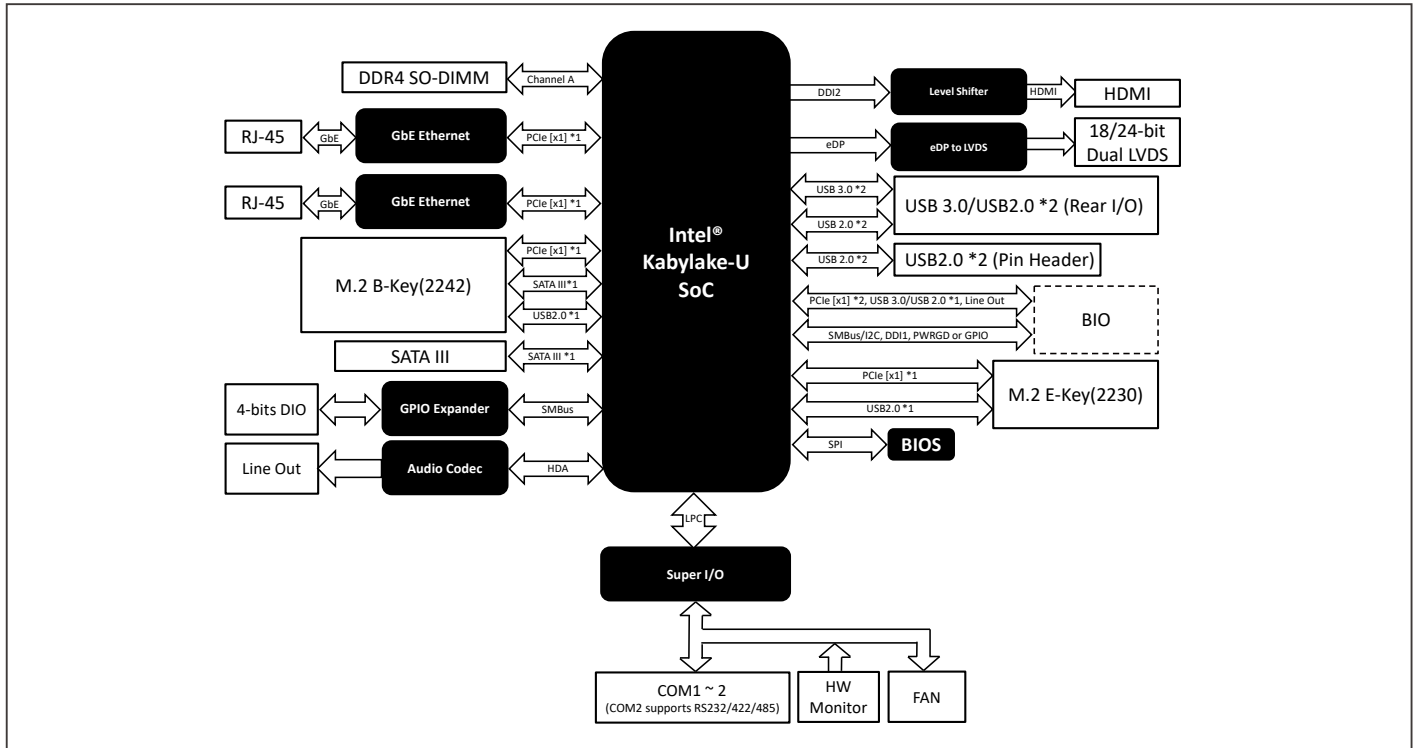 DDR4 SO-DIMM
Channel A
RJ-45
GbE
GbE Ethernet
PCIe [x1] *1
RJ-45
GbE
GbE Ethernet
PCIe [x1] *1
M.2 B-Key(2242)
PCIe [x1] *1
SATA III*1
USB2.0 *1
SATA III
SATA III *1
4-bits DIO
GPIO Expander
SMBus
Line Out
Audio Codec
HDA
Intel®
Kabylake-U
SoC
DDI2
Level Shifter
HDMI
HDMI
eDP
eDP to LVDS
18/24-bit
Dual LVDS
USB 3.0 *2
USB 2.0 *2
USB 3.0/USB2.0 *2 (Rear I/O)
USB 2.0 *2
USB2.0 *2 (Pin Header)
PCIe [x1] *2, USB 3.0/USB 2.0 *1, Line Out
SMBus/I2C, DDI1, PWRGD or GPIO
BIO
PCIe [x1] *1
USB2.0 *1
M.2 E-Key(2230)
SPI
BIOS
LPC
Super I/O
COM1 ~ 2
(COM2 supports RS232/422/485)
HW
Monitor
FAN